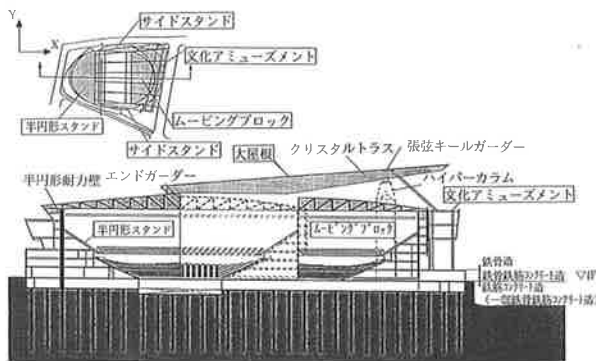 Y
X
サイドスタンド
文化アミューズメント
ムービングブロック
半円形スタンド
サイドスタンド
大屋根
クリスタルトラス
張弦キールガーダー
半円形耐力壁
エンドガーダー
ハイパーカラム
文化アミューズメント
半円形スタンド
ムービングブロック
鉄骨造
鉄骨鉄筋コンクリート造
鉄筋コンクリート造
(一部鉄骨鉄筋コンクリート造)